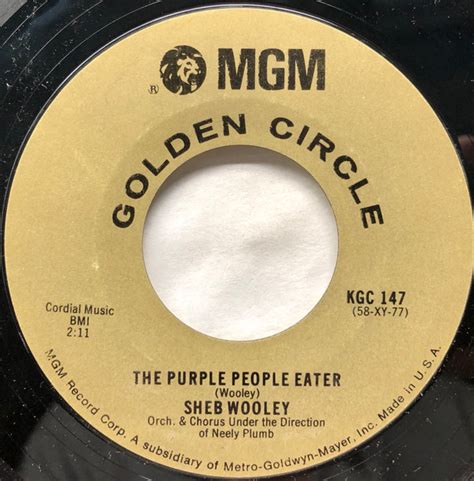 ® MGM
GOLDEN CIRCLE
Cordial Music
BMI
2:11
KGC 147
(58-XY-77)
THE PURPLE PEOPLE EATER
(Wooley)
SHEB WOOLEY
Orch. & Chorus Under the Direction
of Neely Plumb
MGM Record Corp. A subsidiary of Metro-Goldwyn-Mayer, Inc. Made in U.S.A.